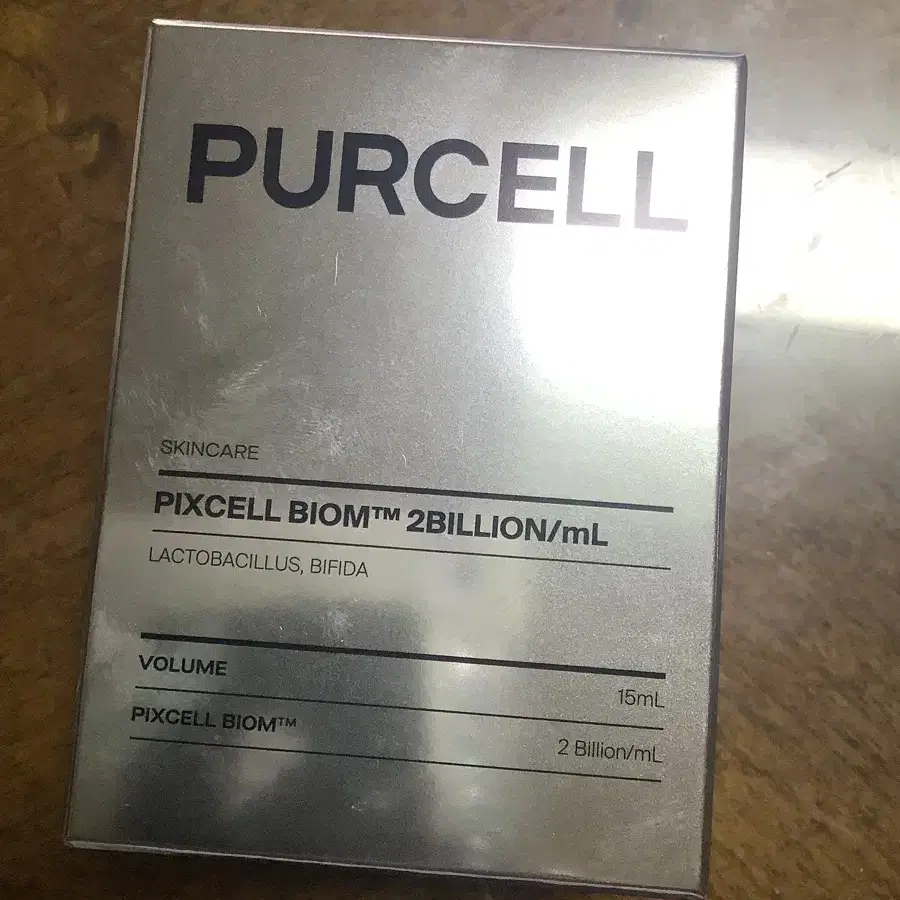 PURCELL
SKINCARE
PIXCELL BIOM™ 2BILLION/mL
LACTOBACILLUS, BIFIDA
VOLUME 15mL
PIXCELL BIOM™ 2 Billion/mL